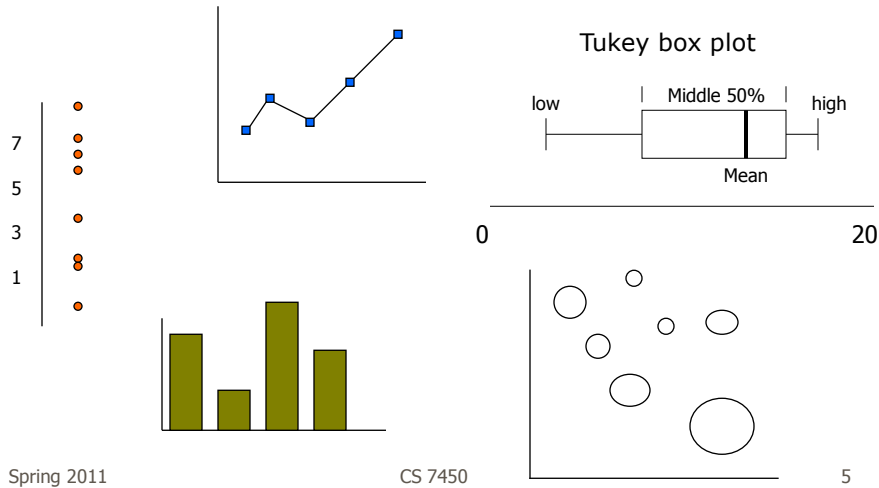 Tukey box plot
low
Middle 50%
high
Mean
0
20
7
5
3
1
Spring 2011
CS 7450
5